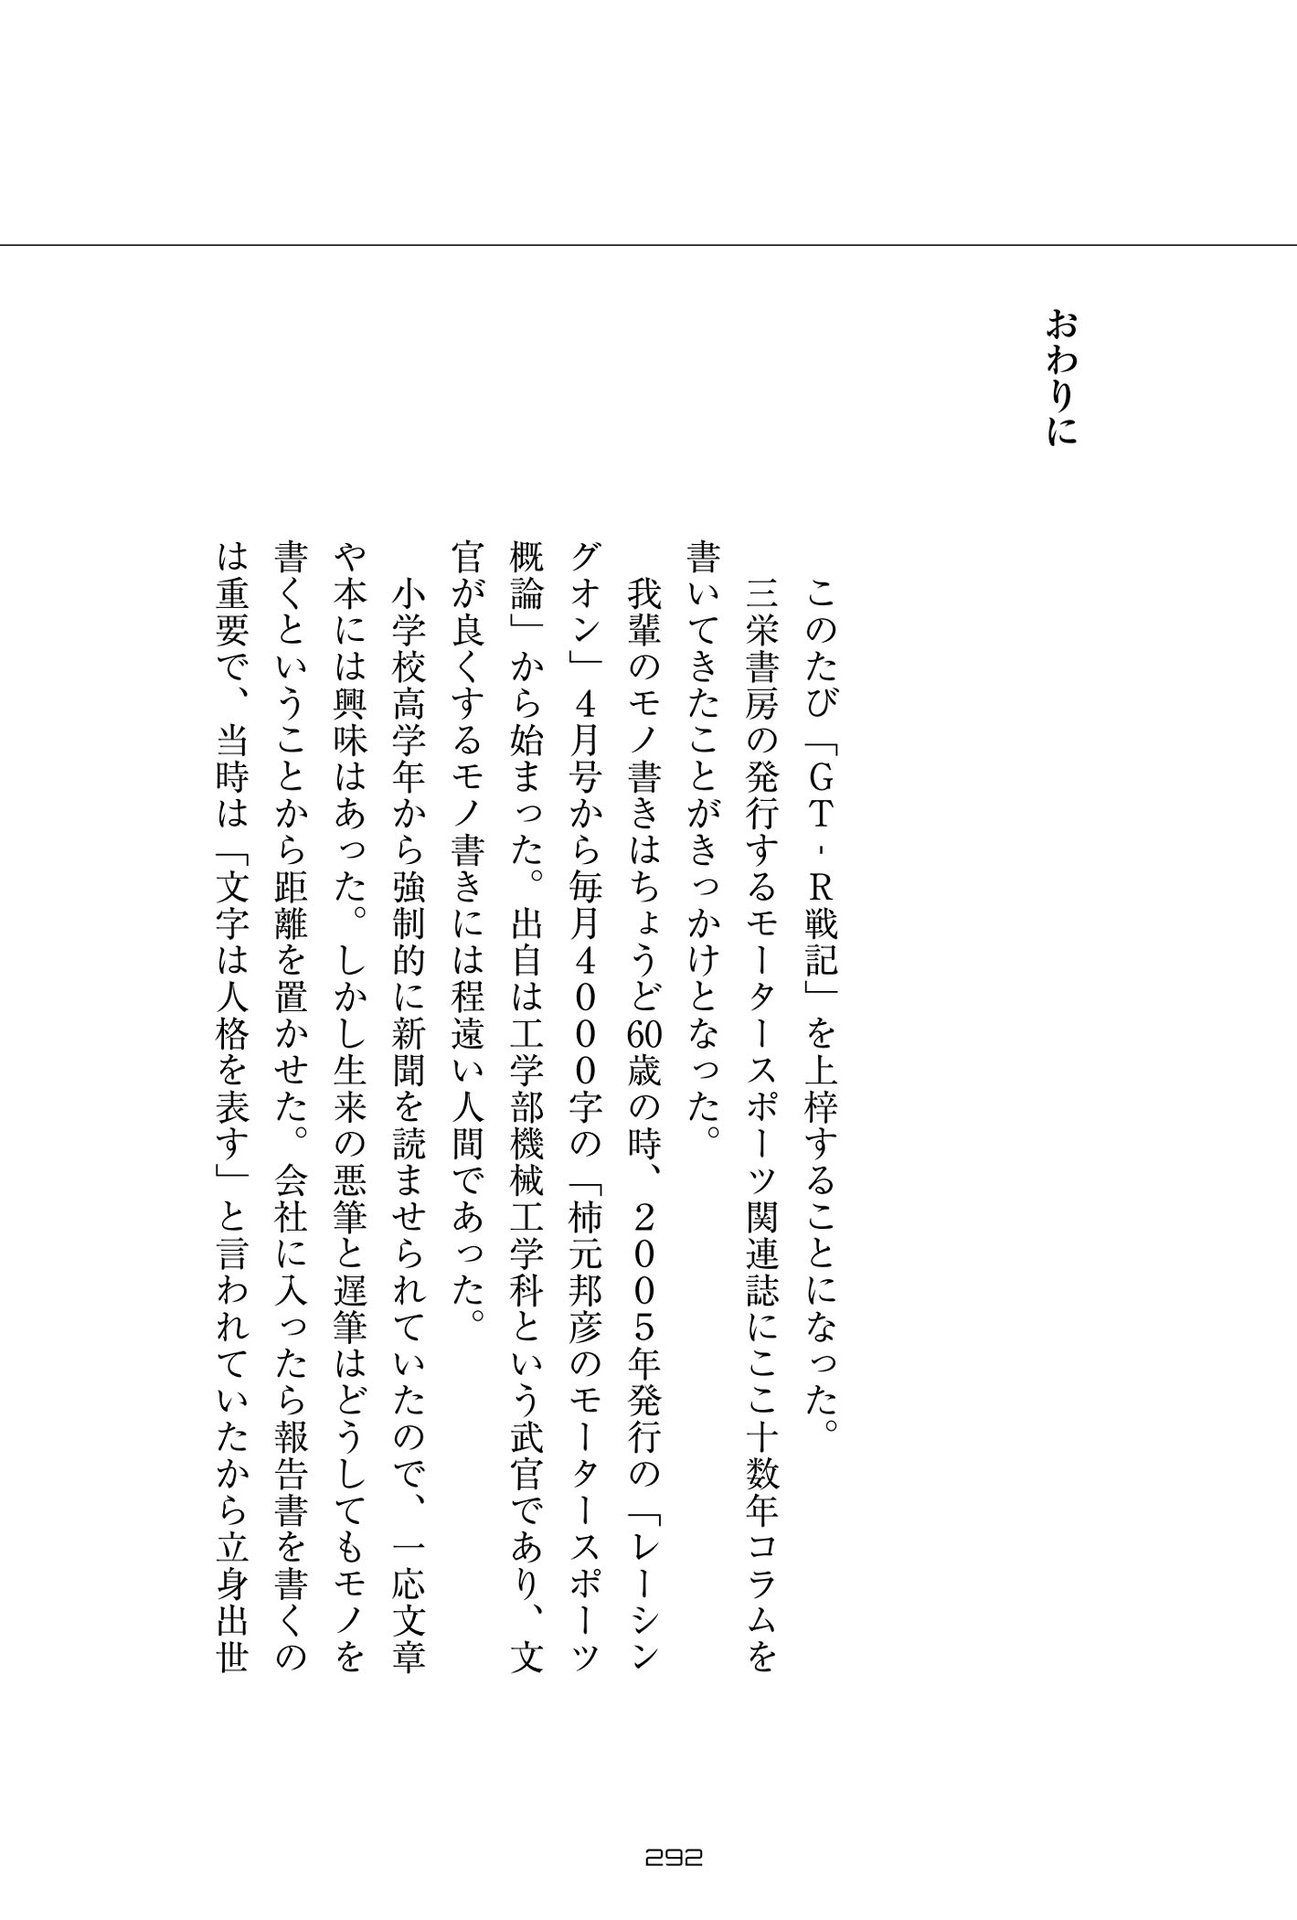 おわりに
このたび「ＧＴ‐Ｒ戦記」を上梓することになった。
三栄書房の発行するモータースポーツ関連誌にここ十数年コラムを
書いてきたことがきっかけとなった。
我輩のモノ書きはちょうど60歳の時、２００５年発行の「レーシン
グオン」４月号から毎月４０００字の「柿元邦彦のモータースポーツ
概論」から始まった。出自は工学部機械工学科という武官であり、文
官が良くするモノ書きには程遠い人間であった。
小学校高学年から強制的に新聞を読ませられていたので、一応文章
や本には興味はあった。しかし生来の悪筆と遅筆はどうしてもモノを
書くということから距離を置かせた。会社に入ったら報告書を書くの
は重要で、当時は「文字は人格を表す」と言われていたから立身出世
292